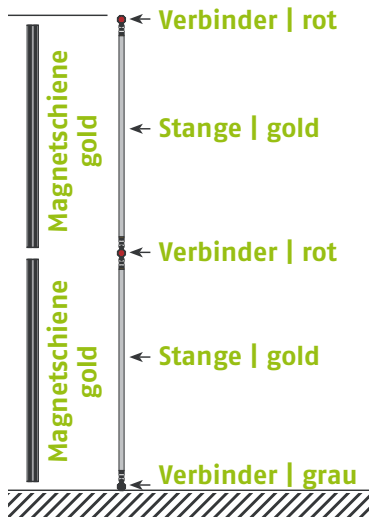 Verbinder | rot
Magnetschiene
gold
Stange | gold
Verbinder | rot
Magnetschiene
gold
Stange | gold
Verbinder | grau